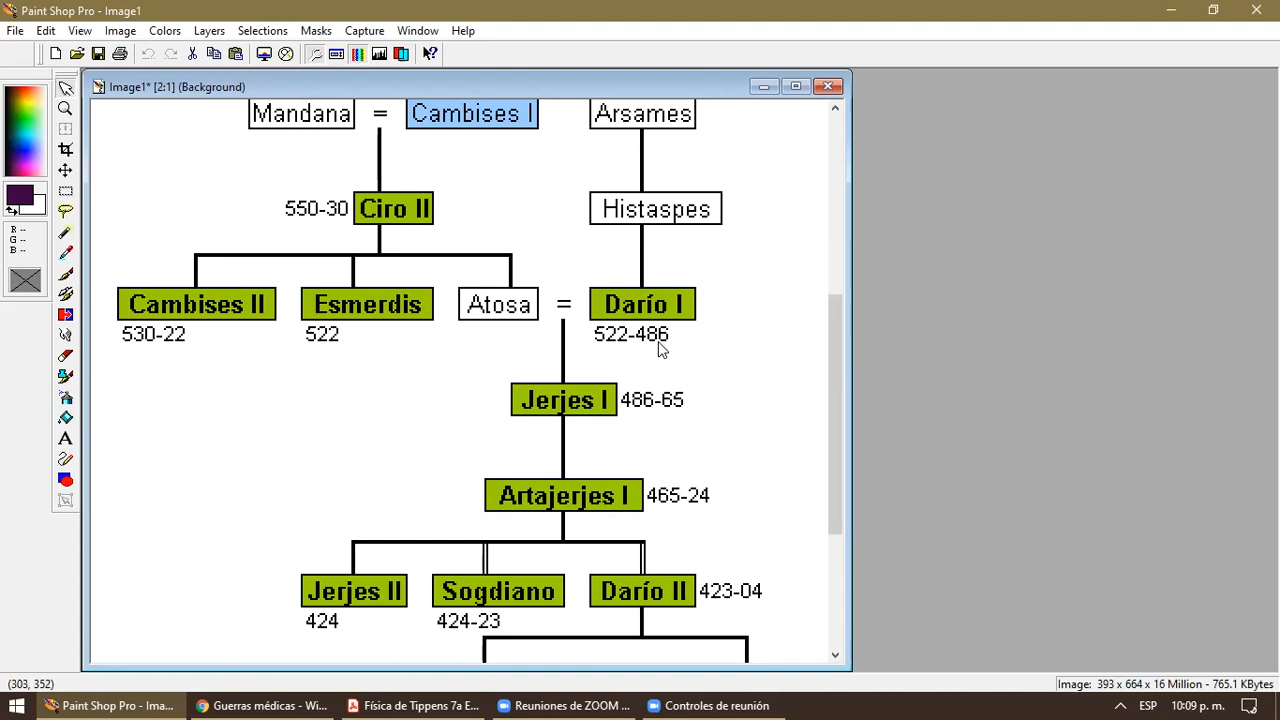 Paint Shop Pro - Image1
File Edit View Image Colors Layers Selections Masks Capture Window Help
Image1* [2:1] (Background)
Mandana = Cambises I Arsames
550-30 Ciro II Histaspes
Cambises II Esmerdis Atosa = Darío I
530-22 522 522-486
Jerjes I 486-65
Artajerjes I 465-24
Jerjes II Sogdiano Darío II 423-04
424 424-23
R --
G --
B --
(303, 352) Image: 393 x 664 x 16 Million - 765.1 KBytes
Paint Shop Pro - Ima... Guerras médicas - Wi... Física de Tippens 7a E... Reuniones de ZOOM ... Controles de reunión ESP 10:09 p. m.